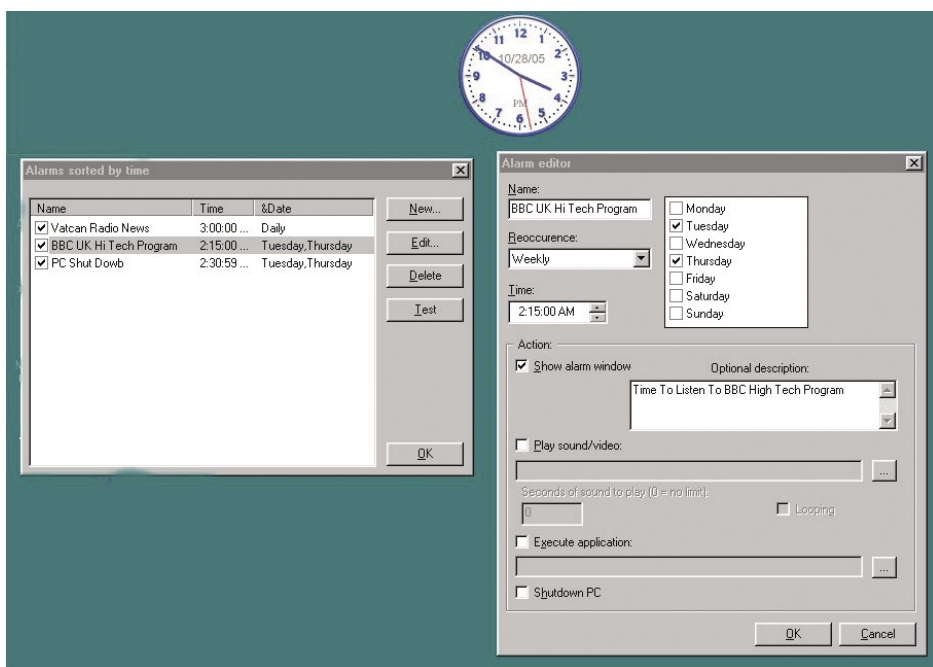 11 12 1
10 10/28/05 2
9 3
8 PM 4
7 6 5
Alarms sorted by time
Name Time &Date
Vatcan Radio News 3:00:00 ... Daily
BBC UK Hi Tech Program 2:15:00 ... Tuesday,Thursday
PC Shut Dowb 2:30:59 ... Tuesday,Thursday
New...
Edit...
Delete
Test
OK
Alarm editor
Name:
BBC UK Hi Tech Program
Reoccurence:
Weekly
Time:
2:15:00 AM
Monday
Tuesday
Wednesday
Thursday
Friday
Saturday
Sunday
Action:
Show alarm window Optional description:
Time To Listen To BBC High Tech Program
Play sound/video:
...
Seconds of sound to play (0 = no limit):
0 Looping
Execute application:
...
Shutdown PC
OK Cancel